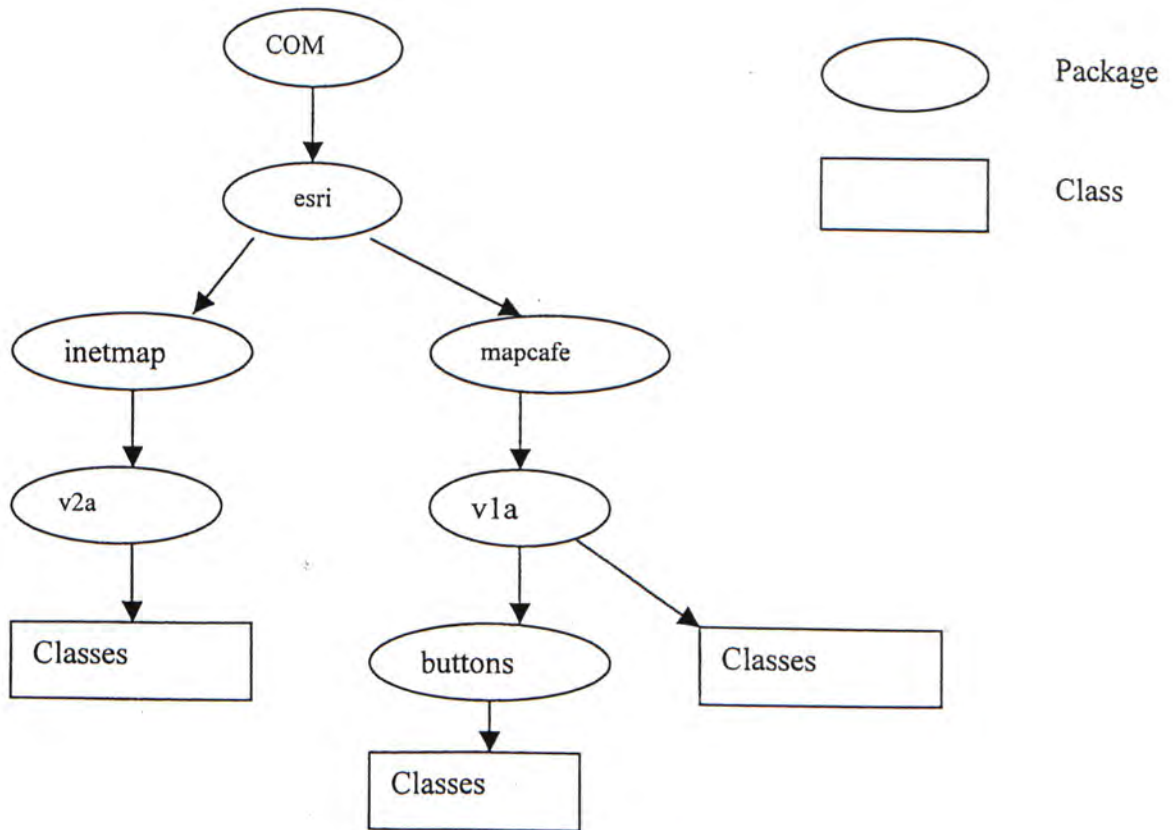 COM
Package
esri
Class
inetmap
mapcafe
v2a
v1a
Classes
buttons
Classes
Classes